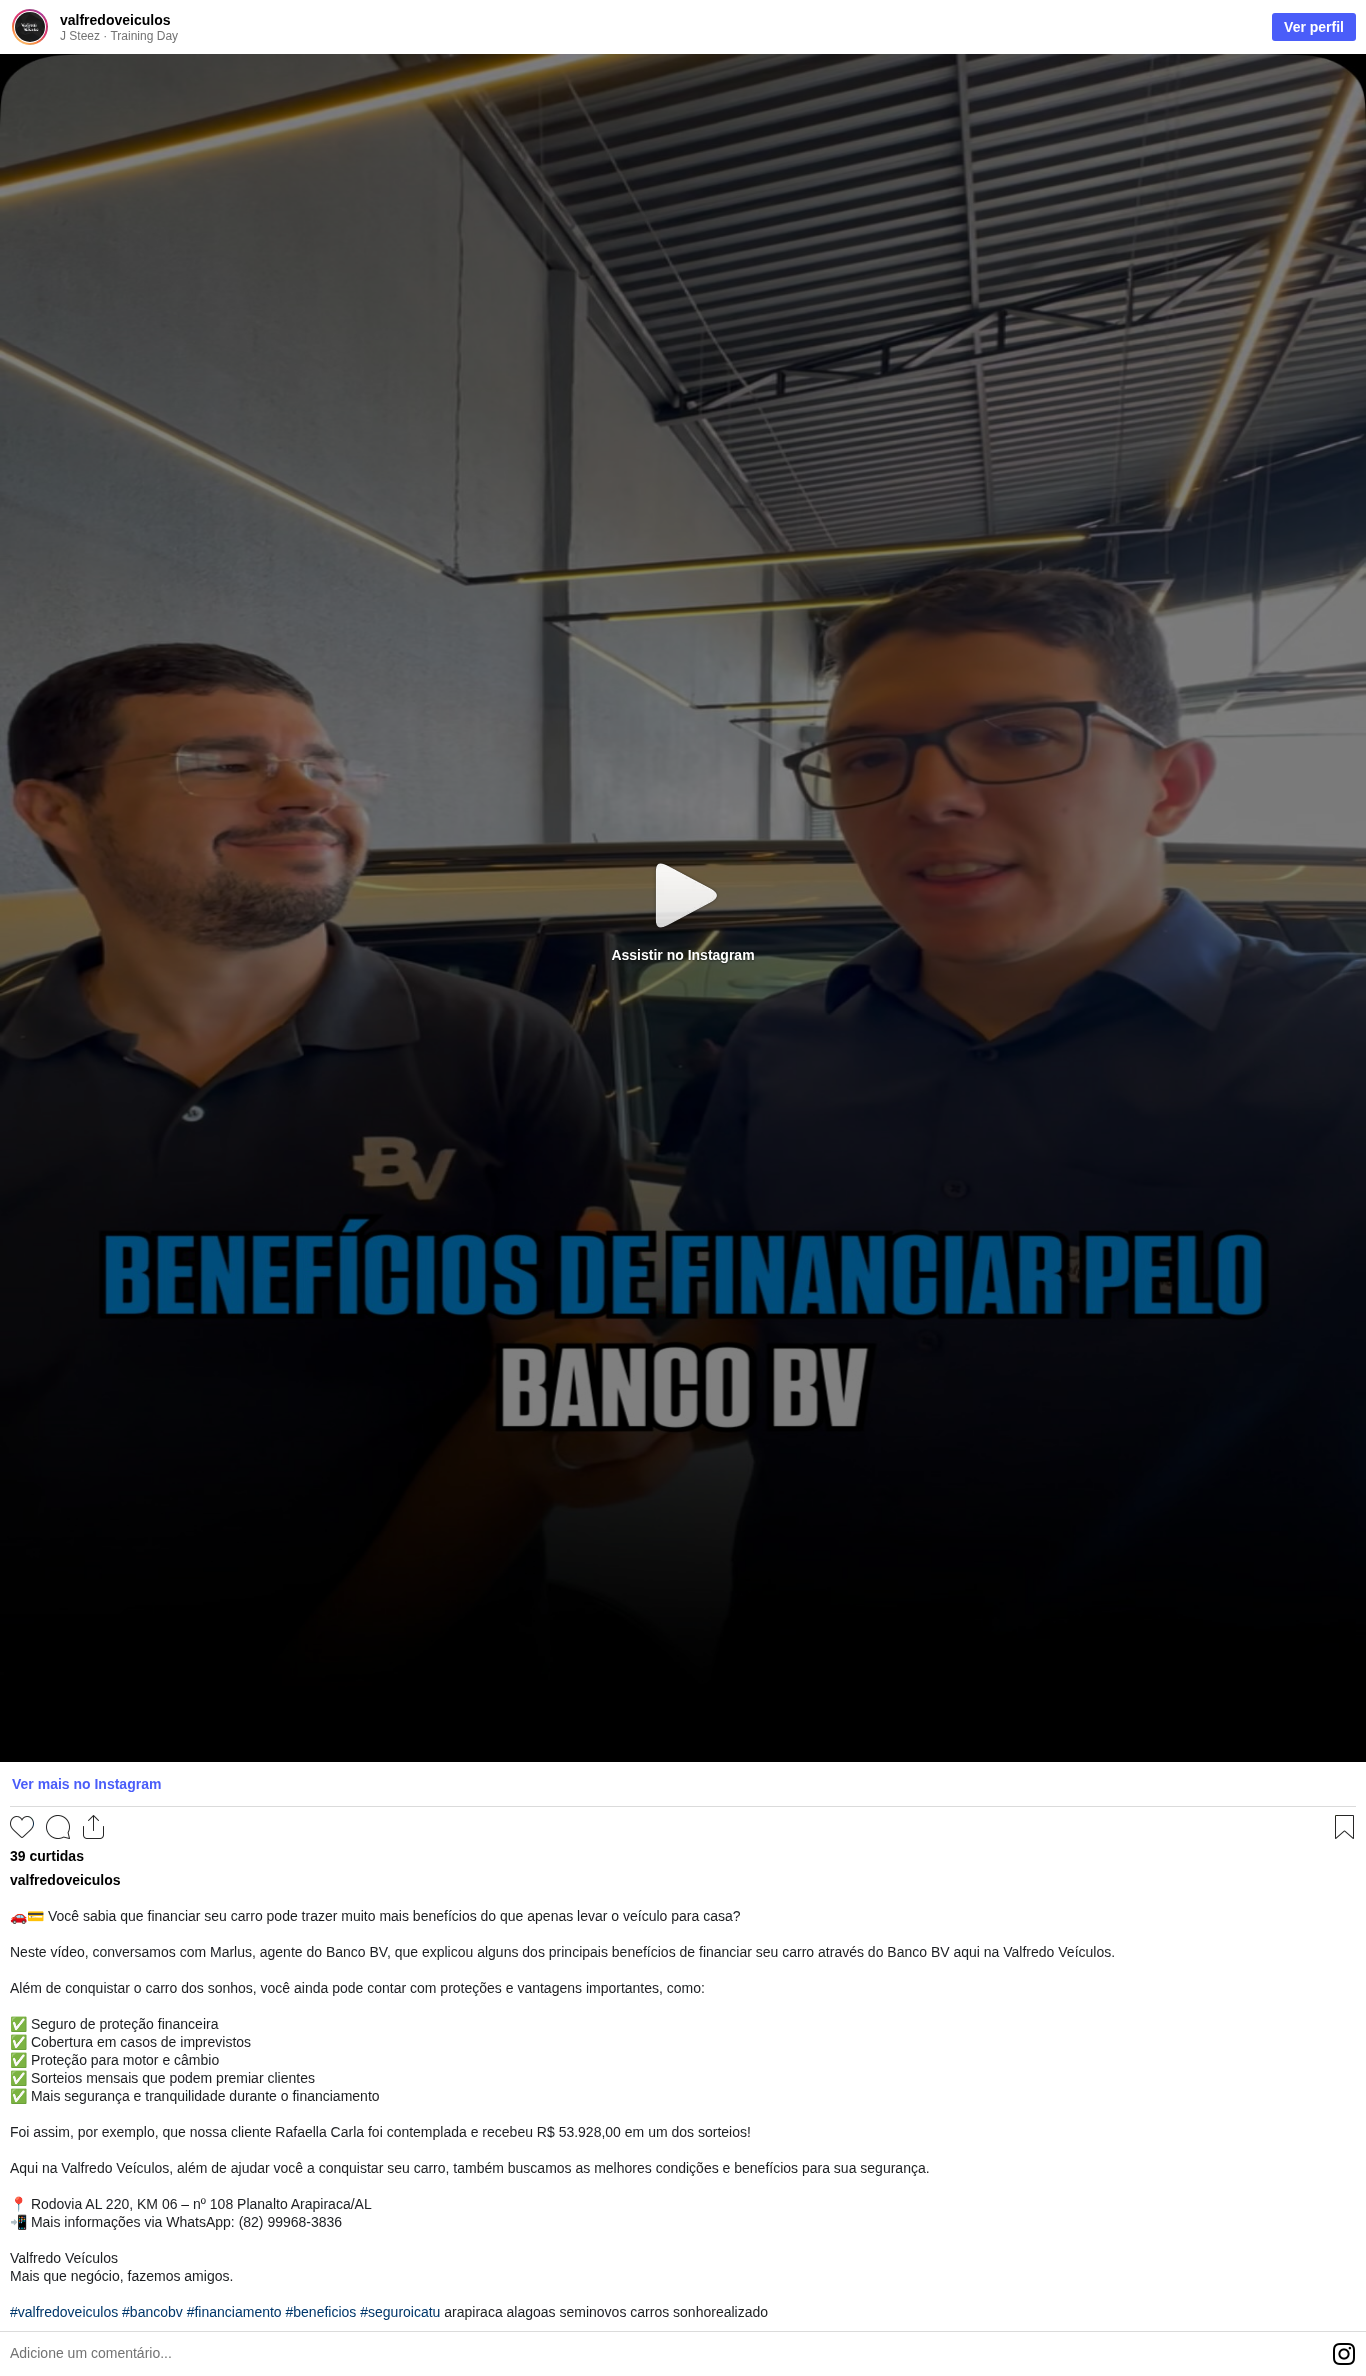 valfredoveiculos
J Steez · Training Day
Ver perfil
Assistir no Instagram
BV
BENEFÍCIOS DE FINANCIAR PELO
BANCO BV
Ver mais no Instagram
39 curtidas
valfredoveiculos
🚗💳 Você sabia que financiar seu carro pode trazer muito mais benefícios do que apenas levar o veículo para casa?
Neste vídeo, conversamos com Marlus, agente do Banco BV, que explicou alguns dos principais benefícios de financiar seu carro através do Banco BV aqui na Valfredo Veículos.
Além de conquistar o carro dos sonhos, você ainda pode contar com proteções e vantagens importantes, como:
✅ Seguro de proteção financeira
✅ Cobertura em casos de imprevistos
✅ Proteção para motor e câmbio
✅ Sorteios mensais que podem premiar clientes
✅ Mais segurança e tranquilidade durante o financiamento
Foi assim, por exemplo, que nossa cliente Rafaella Carla foi contemplada e recebeu R$ 53.928,00 em um dos sorteios!
Aqui na Valfredo Veículos, além de ajudar você a conquistar seu carro, também buscamos as melhores condições e benefícios para sua segurança.
📍 Rodovia AL 220, KM 06 – nº 108 Planalto Arapiraca/AL
📲 Mais informações via WhatsApp: (82) 99968-3836
Valfredo Veículos
Mais que negócio, fazemos amigos.
#valfredoveiculos #bancobv #financiamento #beneficios #seguroicatu arapiraca alagoas seminovos carros sonhorealizado
Adicione um comentário...